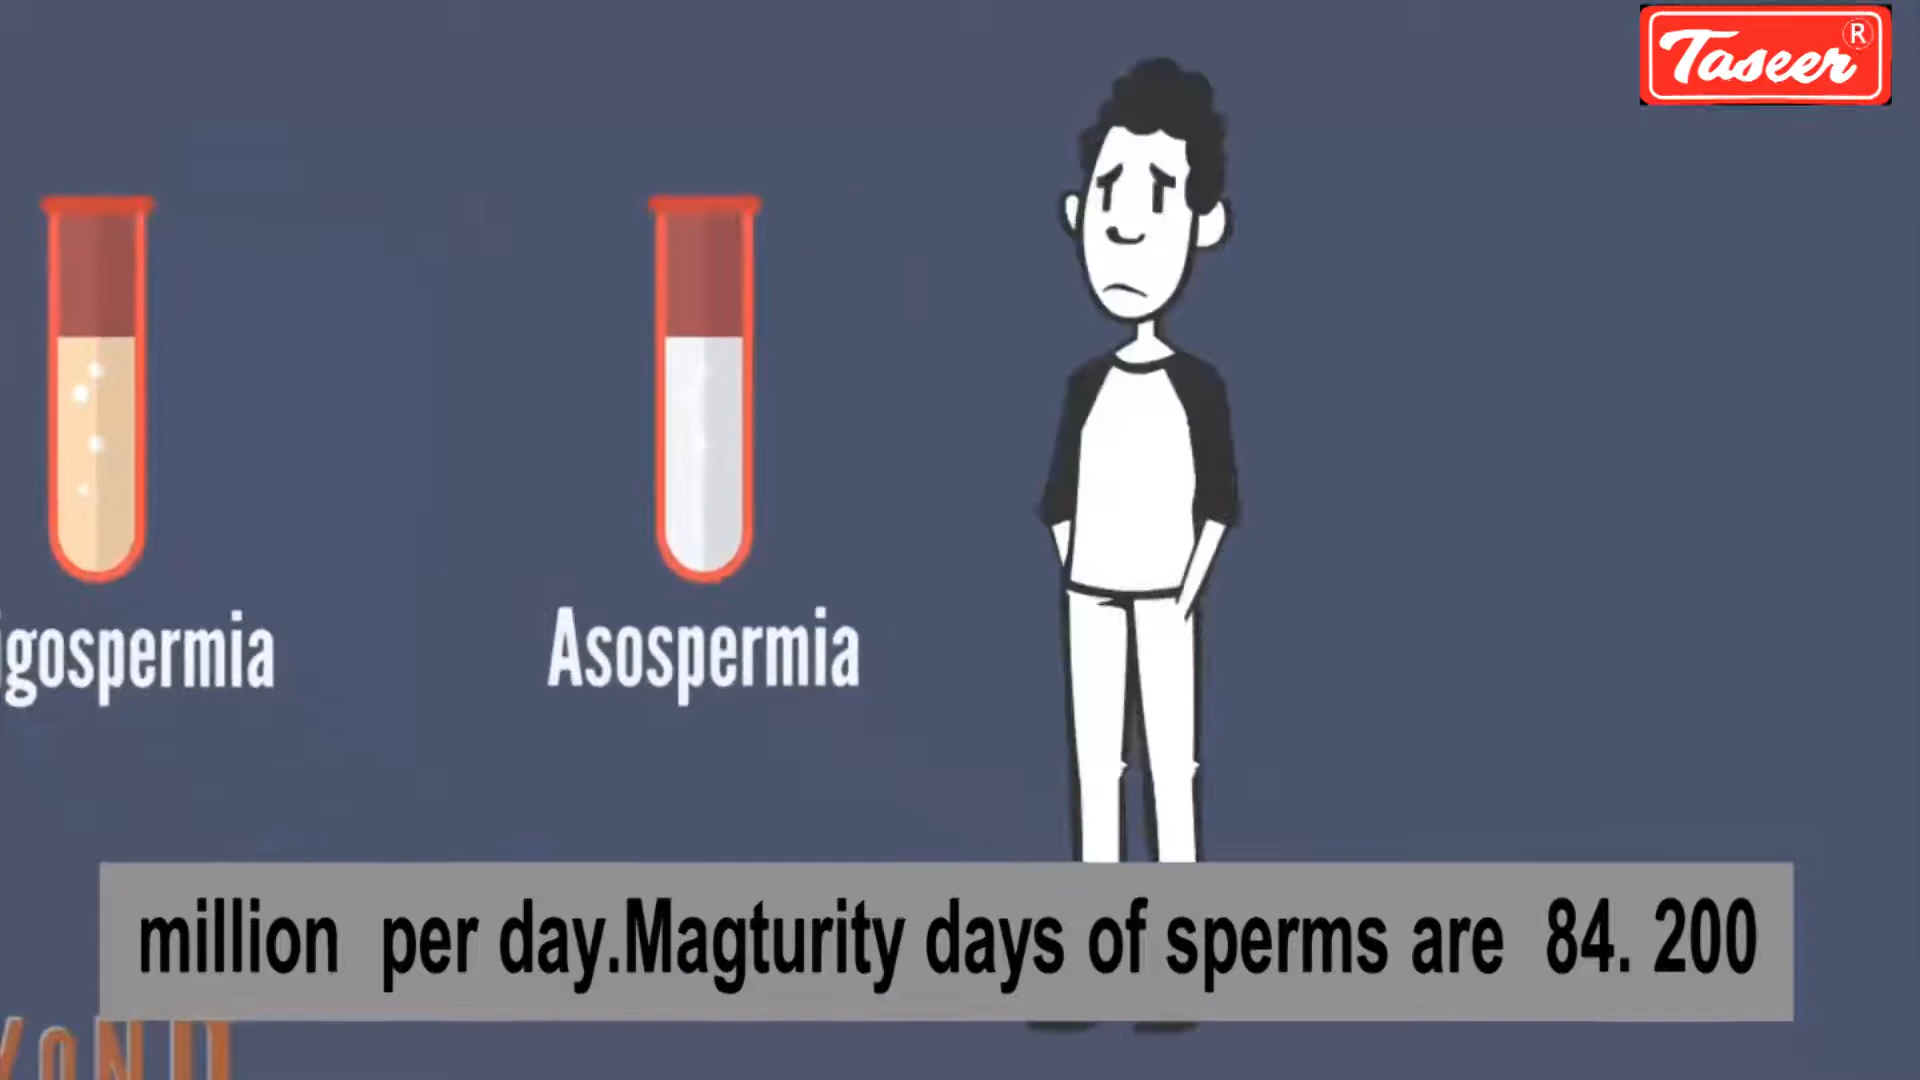 Taseer®
igospermia
Asospermia
million per day.Magturity days of sperms are 84. 200